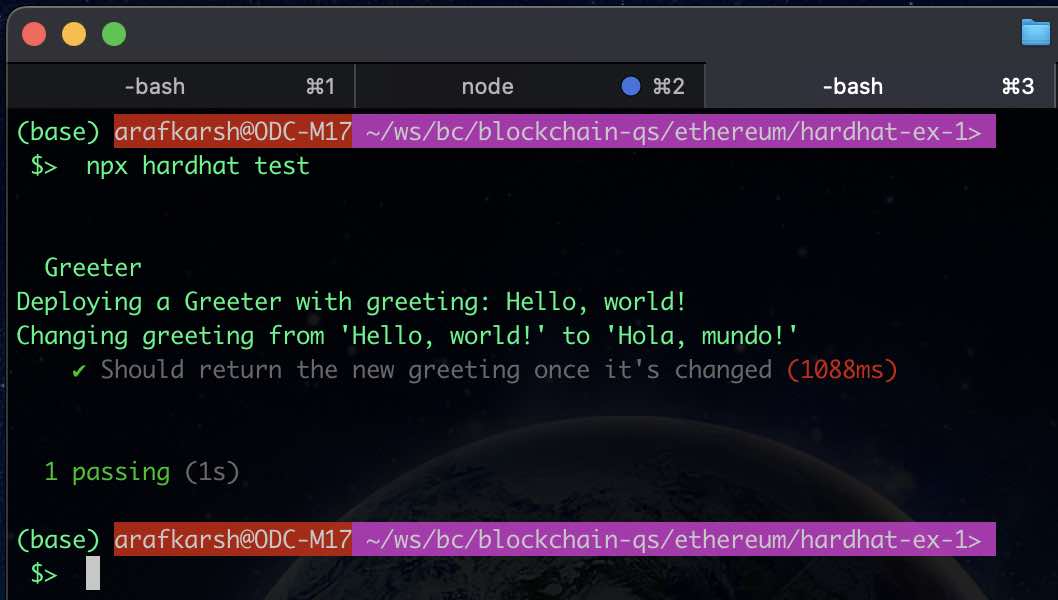 -bash ⌘1 node ⌘2 -bash ⌘3
(base) arafkarsh@ODC-M17 ~/ws/bc/blockchain-qs/ethereum/hardhat-ex-1>
$> npx hardhat test
Greeter
Deploying a Greeter with greeting: Hello, world!
Changing greeting from 'Hello, world!' to 'Hola, mundo!'
✔ Should return the new greeting once it's changed (1088ms)
1 passing (1s)
(base) arafkarsh@ODC-M17 ~/ws/bc/blockchain-qs/ethereum/hardhat-ex-1>
$>